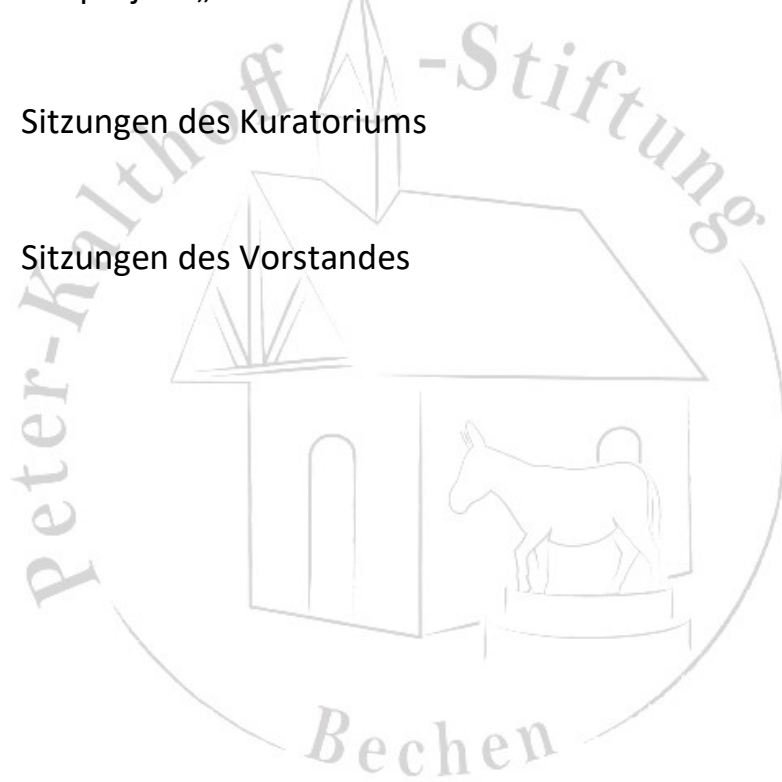 Sitzungen des Kuratoriums
Sitzungen des Vorstandes
Peter-Kalthoff -Stiftung
Bechen